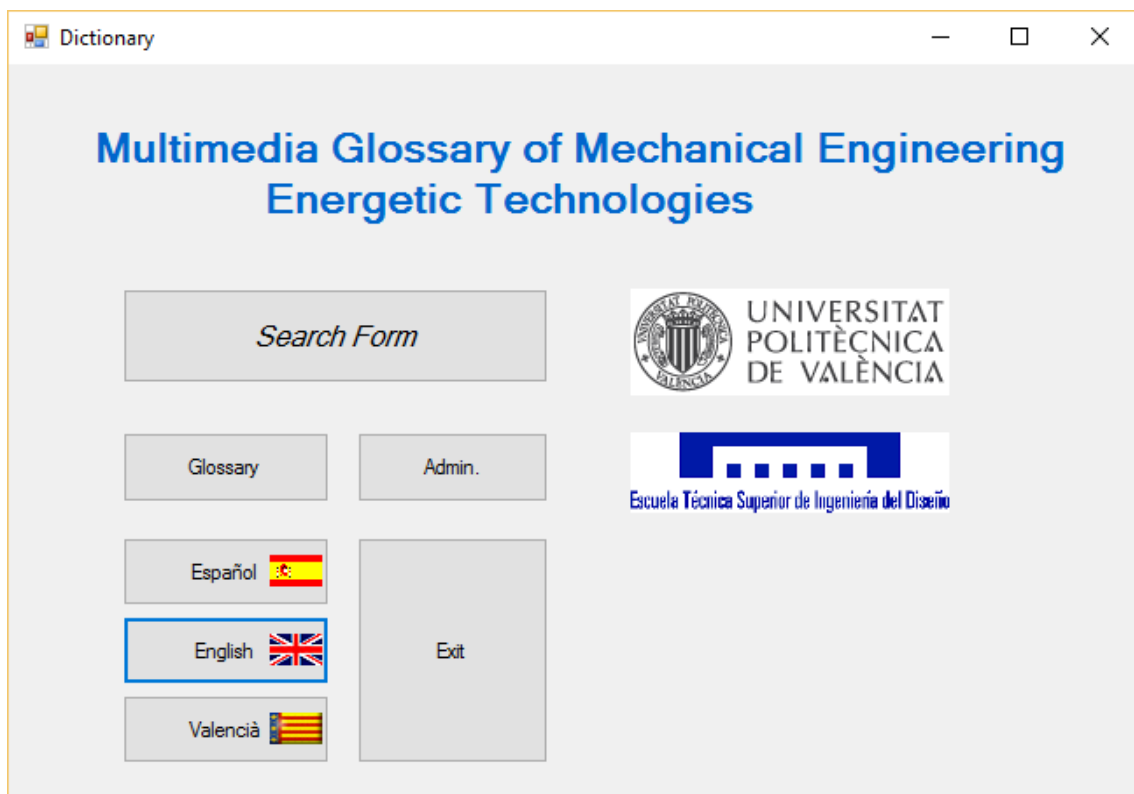 Dictionary
Multimedia Glossary of Mechanical Engineering
Energetic Technologies
Search Form
UNIVERSITAT
POLITÈCNICA
DE VALÈNCIA
Glossary
Admin.
Escuela Técnica Superior de Ingeniería del Diseño
Español
English
Exit
Valencià